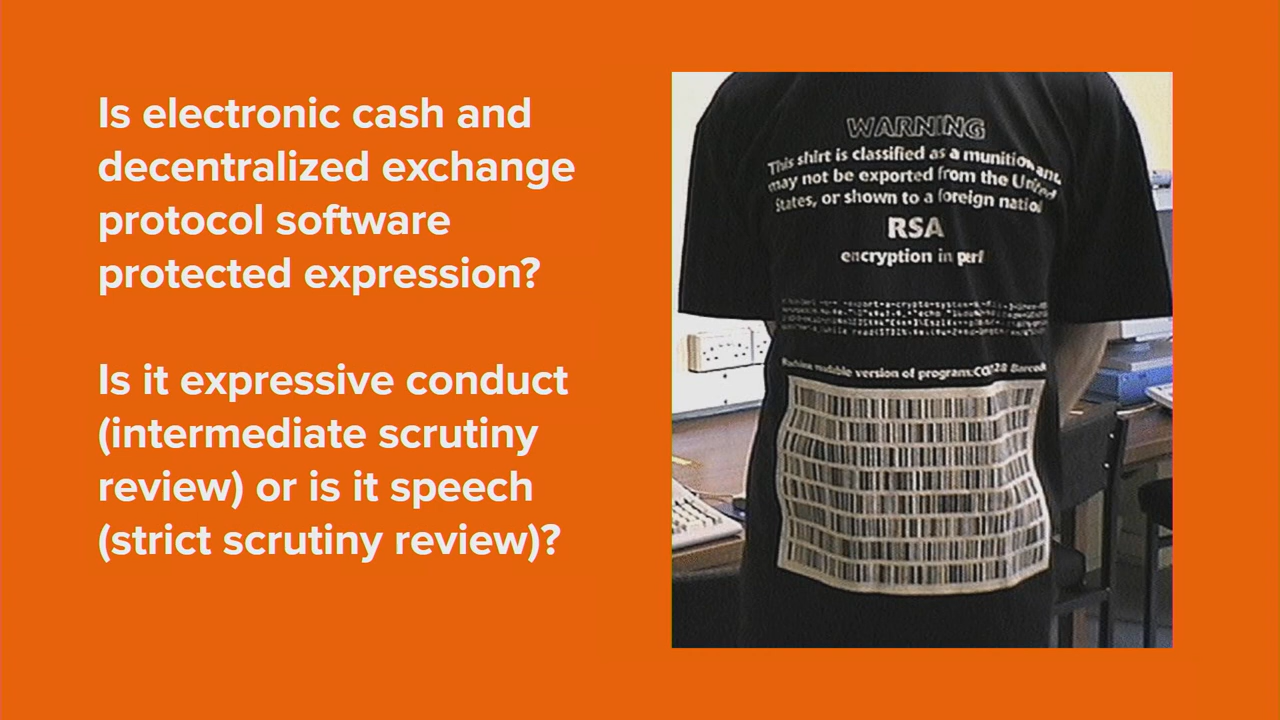 Is electronic cash and
decentralized exchange
protocol software
protected expression?
Is it expressive conduct
(intermediate scrutiny
review) or is it speech
(strict scrutiny review)?
WARNING
This shirt is classified as a munition and
may not be exported from the United
States, or shown to a foreign national
RSA
encryption in perl
version of program: